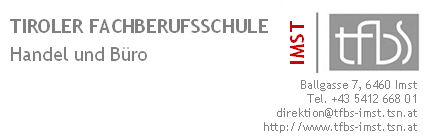 TIROLER FACHBERUFSSCHULE
Handel und Büro
IMST
tfbs
Ballgasse 7, 6460 Imst
Tel. +43 5412 668 01
direktion@tfbs-imst.tsn.at
http://www.tfbs-imst.tsn.at